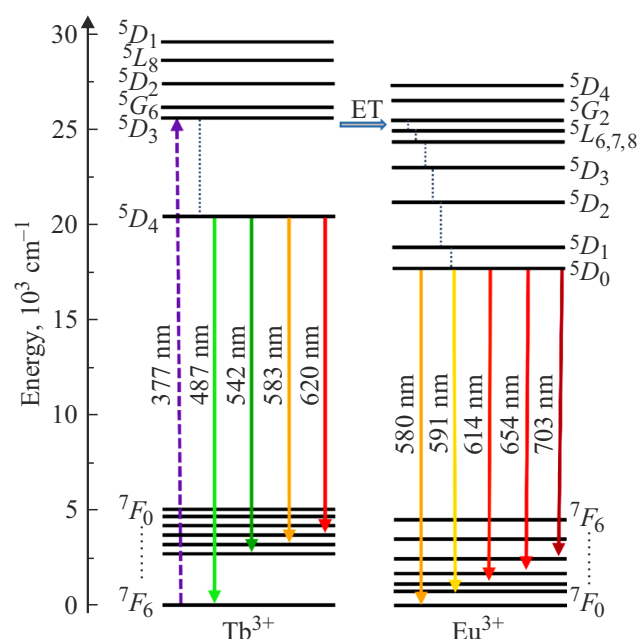 30
25
20
15
10
5
0
Energy, 10³ cm⁻¹
⁵D₁
⁵L₈
⁵D₂
⁵G₆
⁵D₃
⁵D₄
377 nm
487 nm
542 nm
583 nm
620 nm
⁷F₀
⁷F₆
Tb³⁺
ET
⁵D₄
⁵G₂
⁵L₆,₇,₈
⁵D₃
⁵D₂
⁵D₁
⁵D₀
580 nm
591 nm
614 nm
654 nm
703 nm
⁷F₆
⁷F₀
Eu³⁺